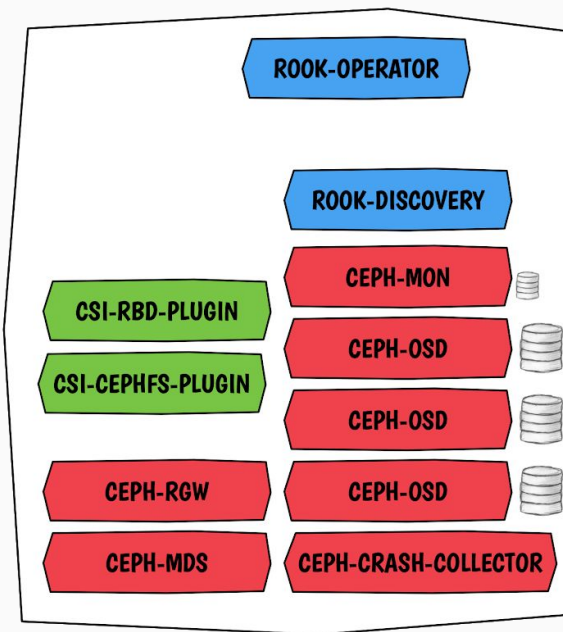 ROOK-OPERATOR
ROOK-DISCOVERY
CEPH-MON
CSI-RBD-PLUGIN
CEPH-OSD
CSI-CEPHFS-PLUGIN
CEPH-OSD
CEPH-RGW
CEPH-OSD
CEPH-MDS
CEPH-CRASH-COLLECTOR